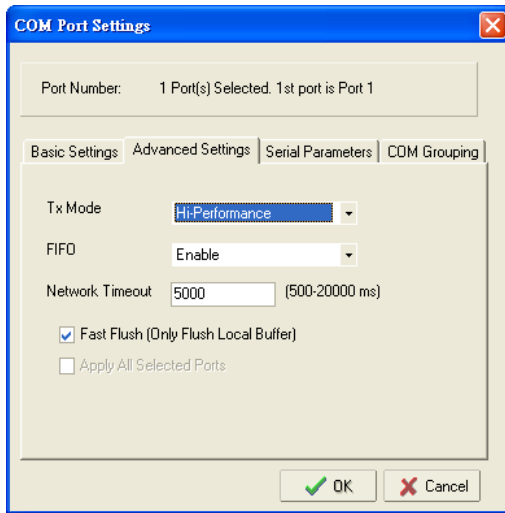 COM Port Settings
Port Number: 1 Port(s) Selected. 1st port is Port 1
Basic Settings Advanced Settings Serial Parameters COM Grouping
Tx Mode Hi-Performance
FIFO Enable
Network Timeout 5000 (500-20000 ms)
Fast Flush (Only Flush Local Buffer)
Apply All Selected Ports
OK Cancel